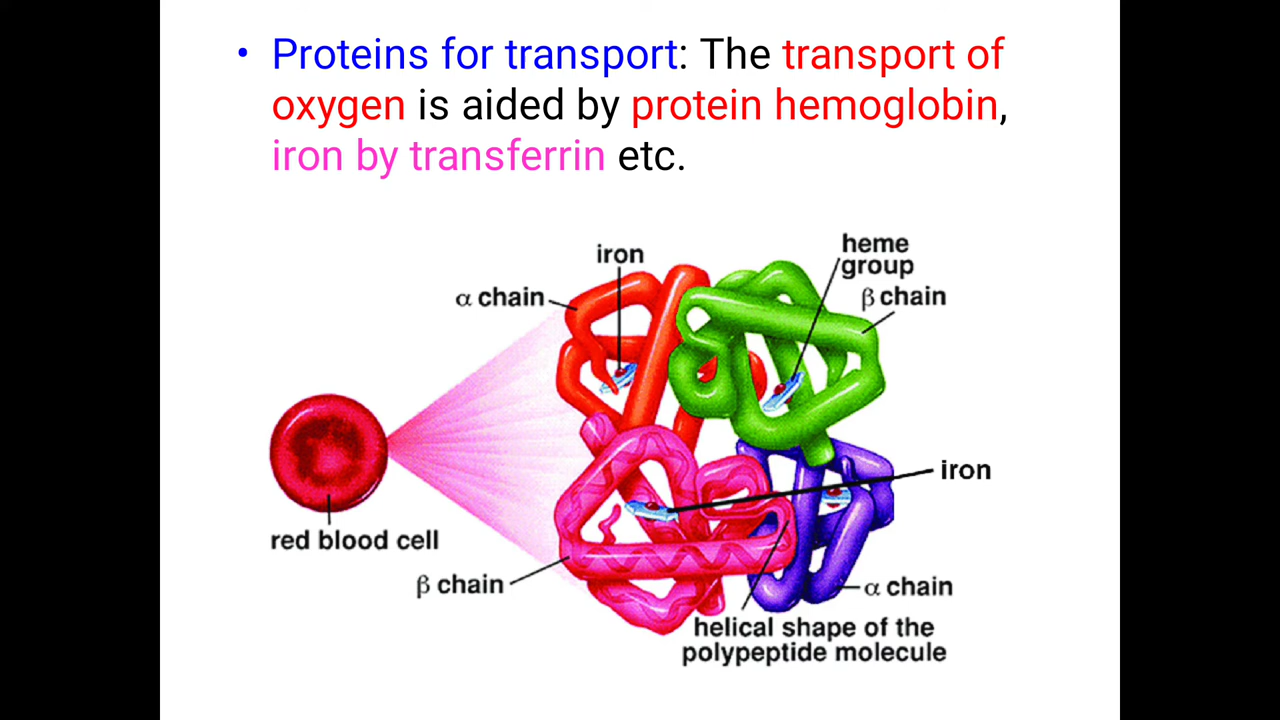 • Proteins for transport: The transport of
oxygen is aided by protein hemoglobin,
iron by transferrin etc.
iron
heme
group
α chain
β chain
iron
red blood cell
β chain
α chain
helical shape of the
polypeptide molecule